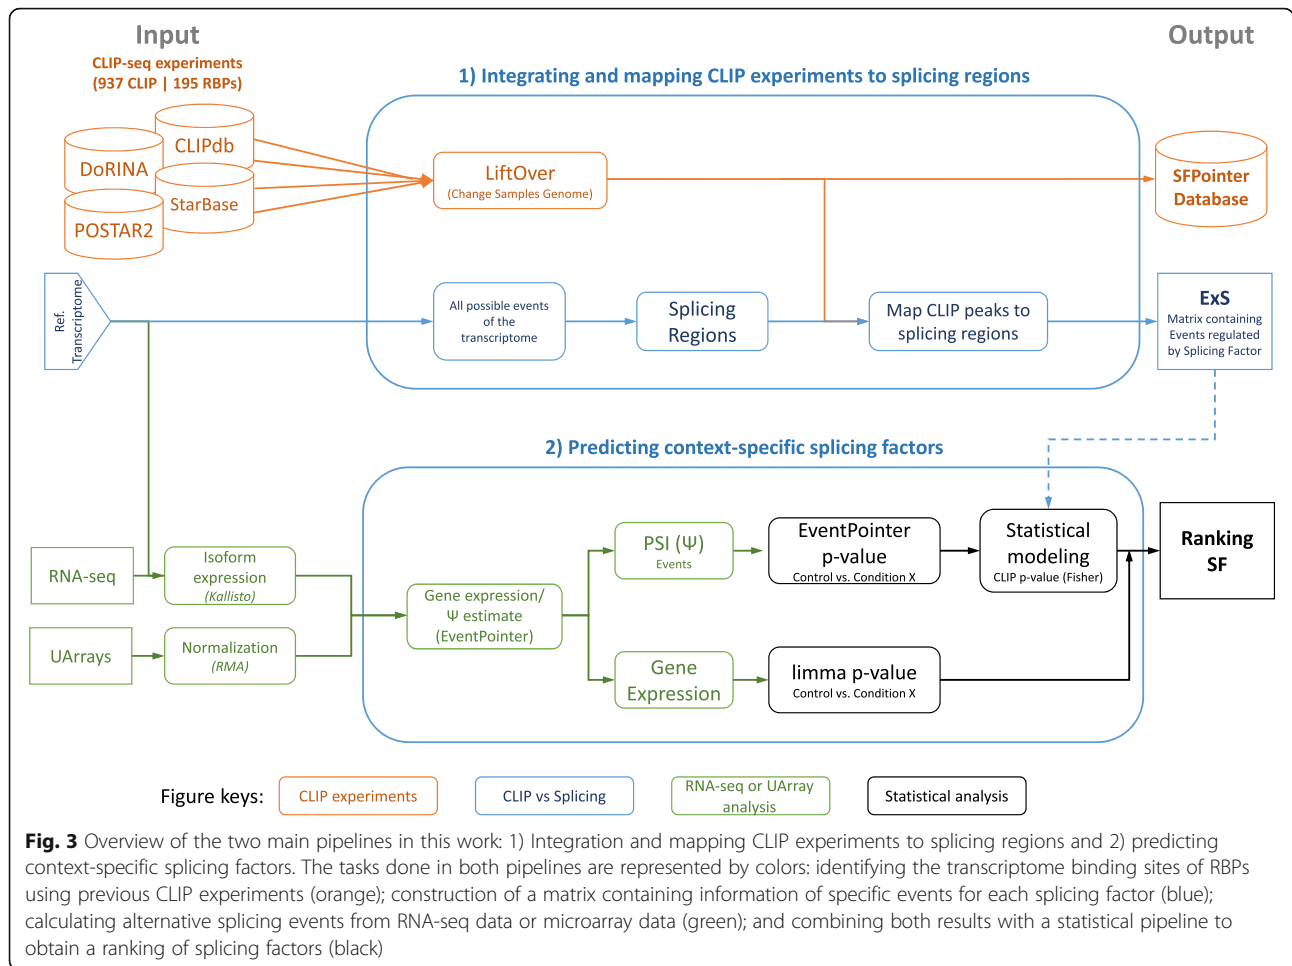 Input
Output
CLIP-seq experiments
(937 CLIP | 195 RBPs)
1) Integrating and mapping CLIP experiments to splicing regions
CLIPdb
DoRINA
StarBase
POSTAR2
LiftOver
(Change Samples Genome)
SFPointer
Database
Ref.
Transcriptome
All possible events
of the
transcriptome
Splicing
Regions
Map CLIP peaks to
splicing regions
ExS
Matrix containing
Events regulated
by Splicing Factor
2) Predicting context-specific splicing factors
RNA-seq
Isoform
expression
(Kallisto)
UArrays
Normalization
(RMA)
Gene expression/
Ψ estimate
(EventPointer)
PSI (Ψ)
Events
EventPointer
p-value
Control vs. Condition X
Statistical
modeling
CLIP p-value (Fisher)
Ranking
SF
Gene
Expression
limma p-value
Control vs. Condition X
Figure keys:
CLIP experiments
CLIP vs Splicing
RNA-seq or UArray
analysis
Statistical analysis
Fig. 3 Overview of the two main pipelines in this work: 1) Integration and mapping CLIP experiments to splicing regions and 2) predicting
context-specific splicing factors. The tasks done in both pipelines are represented by colors: identifying the transcriptome binding sites of RBPs
using previous CLIP experiments (orange); construction of a matrix containing information of specific events for each splicing factor (blue);
calculating alternative splicing events from RNA-seq data or microarray data (green); and combining both results with a statistical pipeline to
obtain a ranking of splicing factors (black)